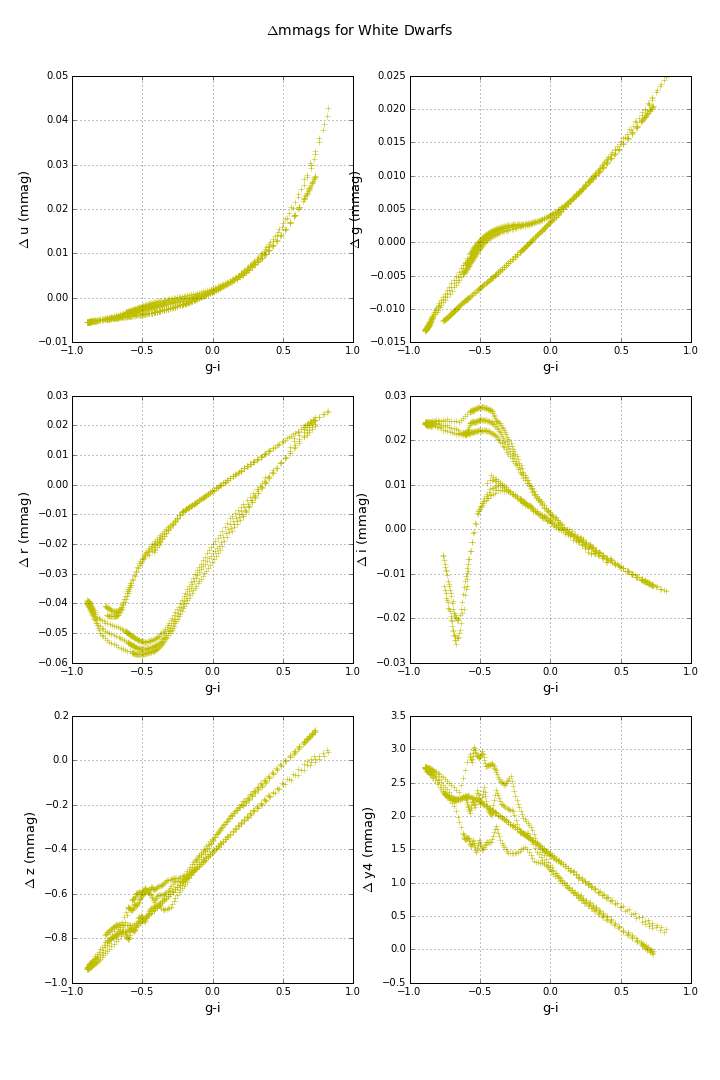 Δmmags for White Dwarfs
0.05
0.04
0.03
0.02
0.01
0.00
−0.01
Δ u (mmag)
−1.0 −0.5 0.0 0.5 1.0
g-i
0.025
0.020
0.015
0.010
0.005
0.000
−0.005
−0.010
−0.015
Δ g (mmag)
−1.0 −0.5 0.0 0.5 1.0
g-i
0.03
0.02
0.01
0.00
−0.01
−0.02
−0.03
−0.04
−0.05
−0.06
Δ r (mmag)
−1.0 −0.5 0.0 0.5 1.0
g-i
0.03
0.02
0.01
0.00
−0.01
−0.02
−0.03
Δ i (mmag)
−1.0 −0.5 0.0 0.5 1.0
g-i
0.2
0.0
−0.2
−0.4
−0.6
−0.8
−1.0
Δ z (mmag)
−1.0 −0.5 0.0 0.5 1.0
g-i
3.5
3.0
2.5
2.0
1.5
1.0
0.5
0.0
−0.5
Δ y4 (mmag)
−1.0 −0.5 0.0 0.5 1.0
g-i